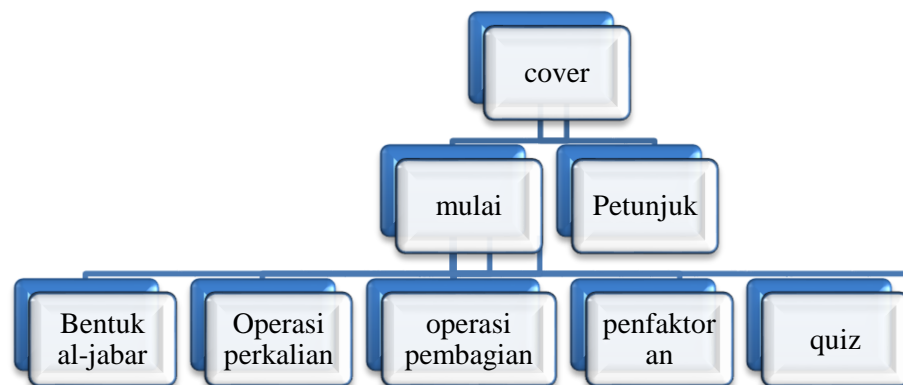 cover
mulai
Petunjuk
Bentuk
al-jabar
Operasi
perkalian
operasi
pembagian
penfaktor
an
quiz